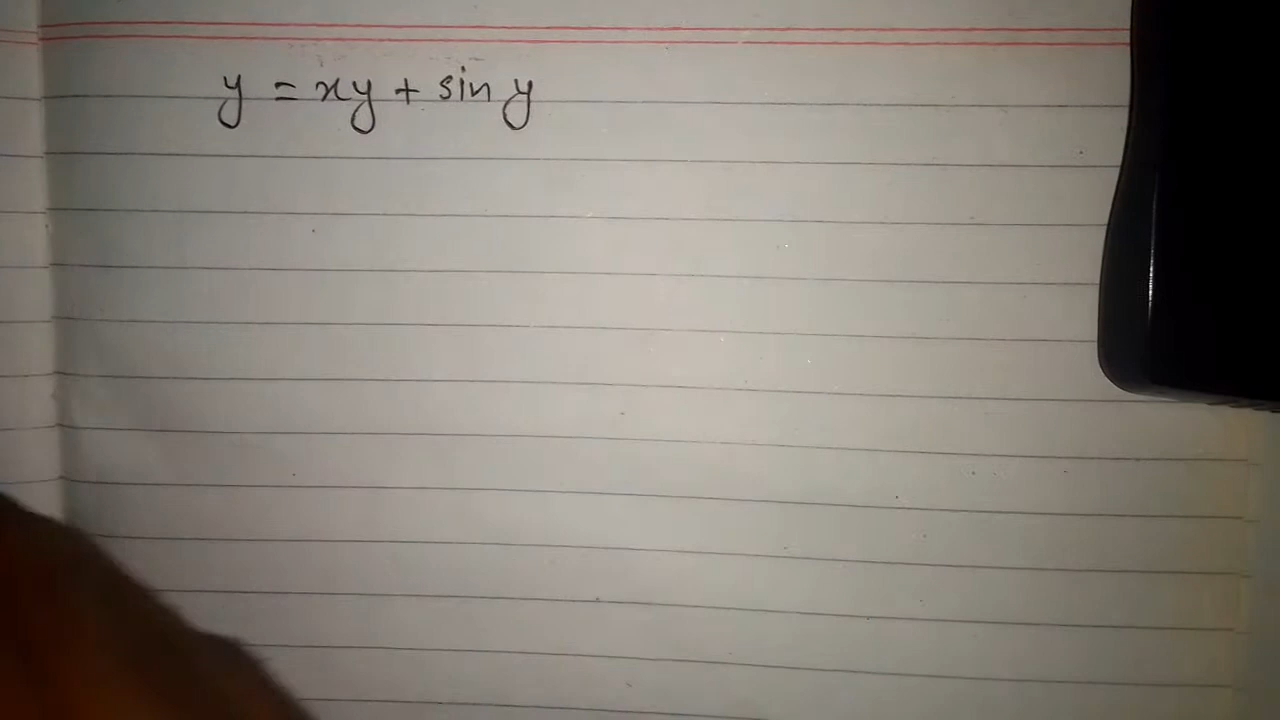 y = xy + sin y